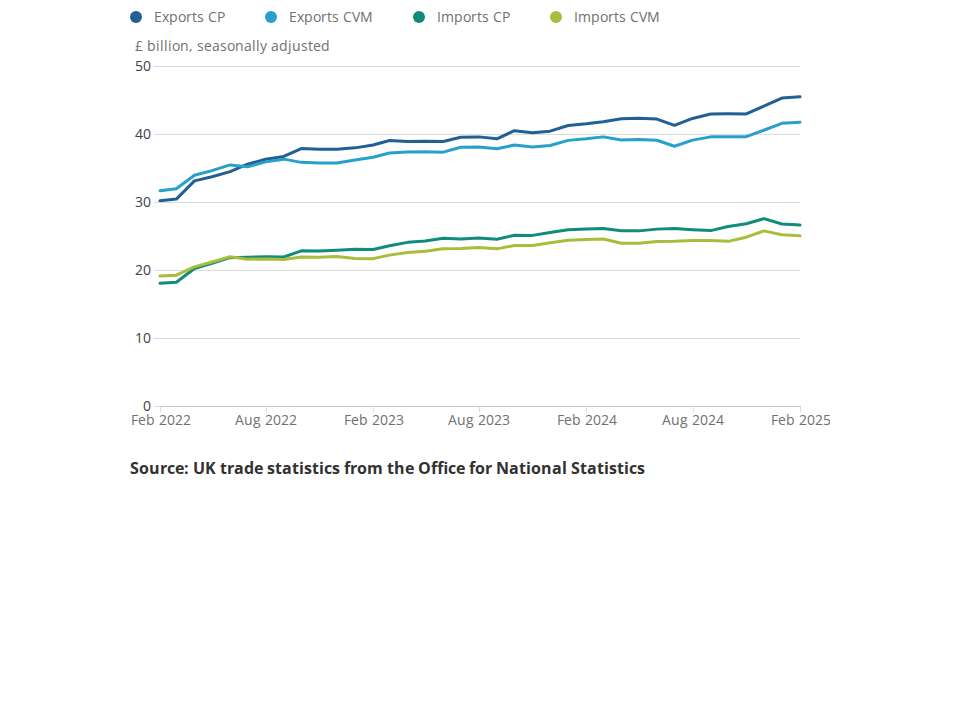 Exports CP Exports CVM Imports CP Imports CVM
£ billion, seasonally adjusted
50
40
30
20
10
0
Feb 2022 Aug 2022 Feb 2023 Aug 2023 Feb 2024 Aug 2024 Feb 2025
Source: UK trade statistics from the Office for National Statistics